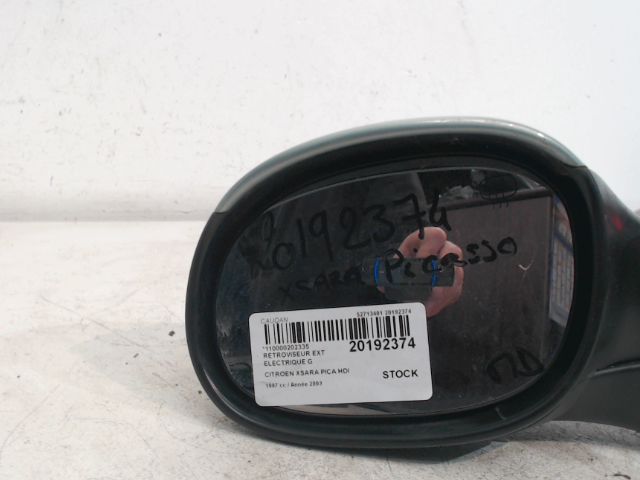 20192374
XSARA Picasso
CAUDAN 52713401 20192374
*110000202335
20192374
RETROVISEUR EXT
ELECTRIQUE G
CITROEN XSARA PICA HDI
STOCK
1997 cc / Année 2003